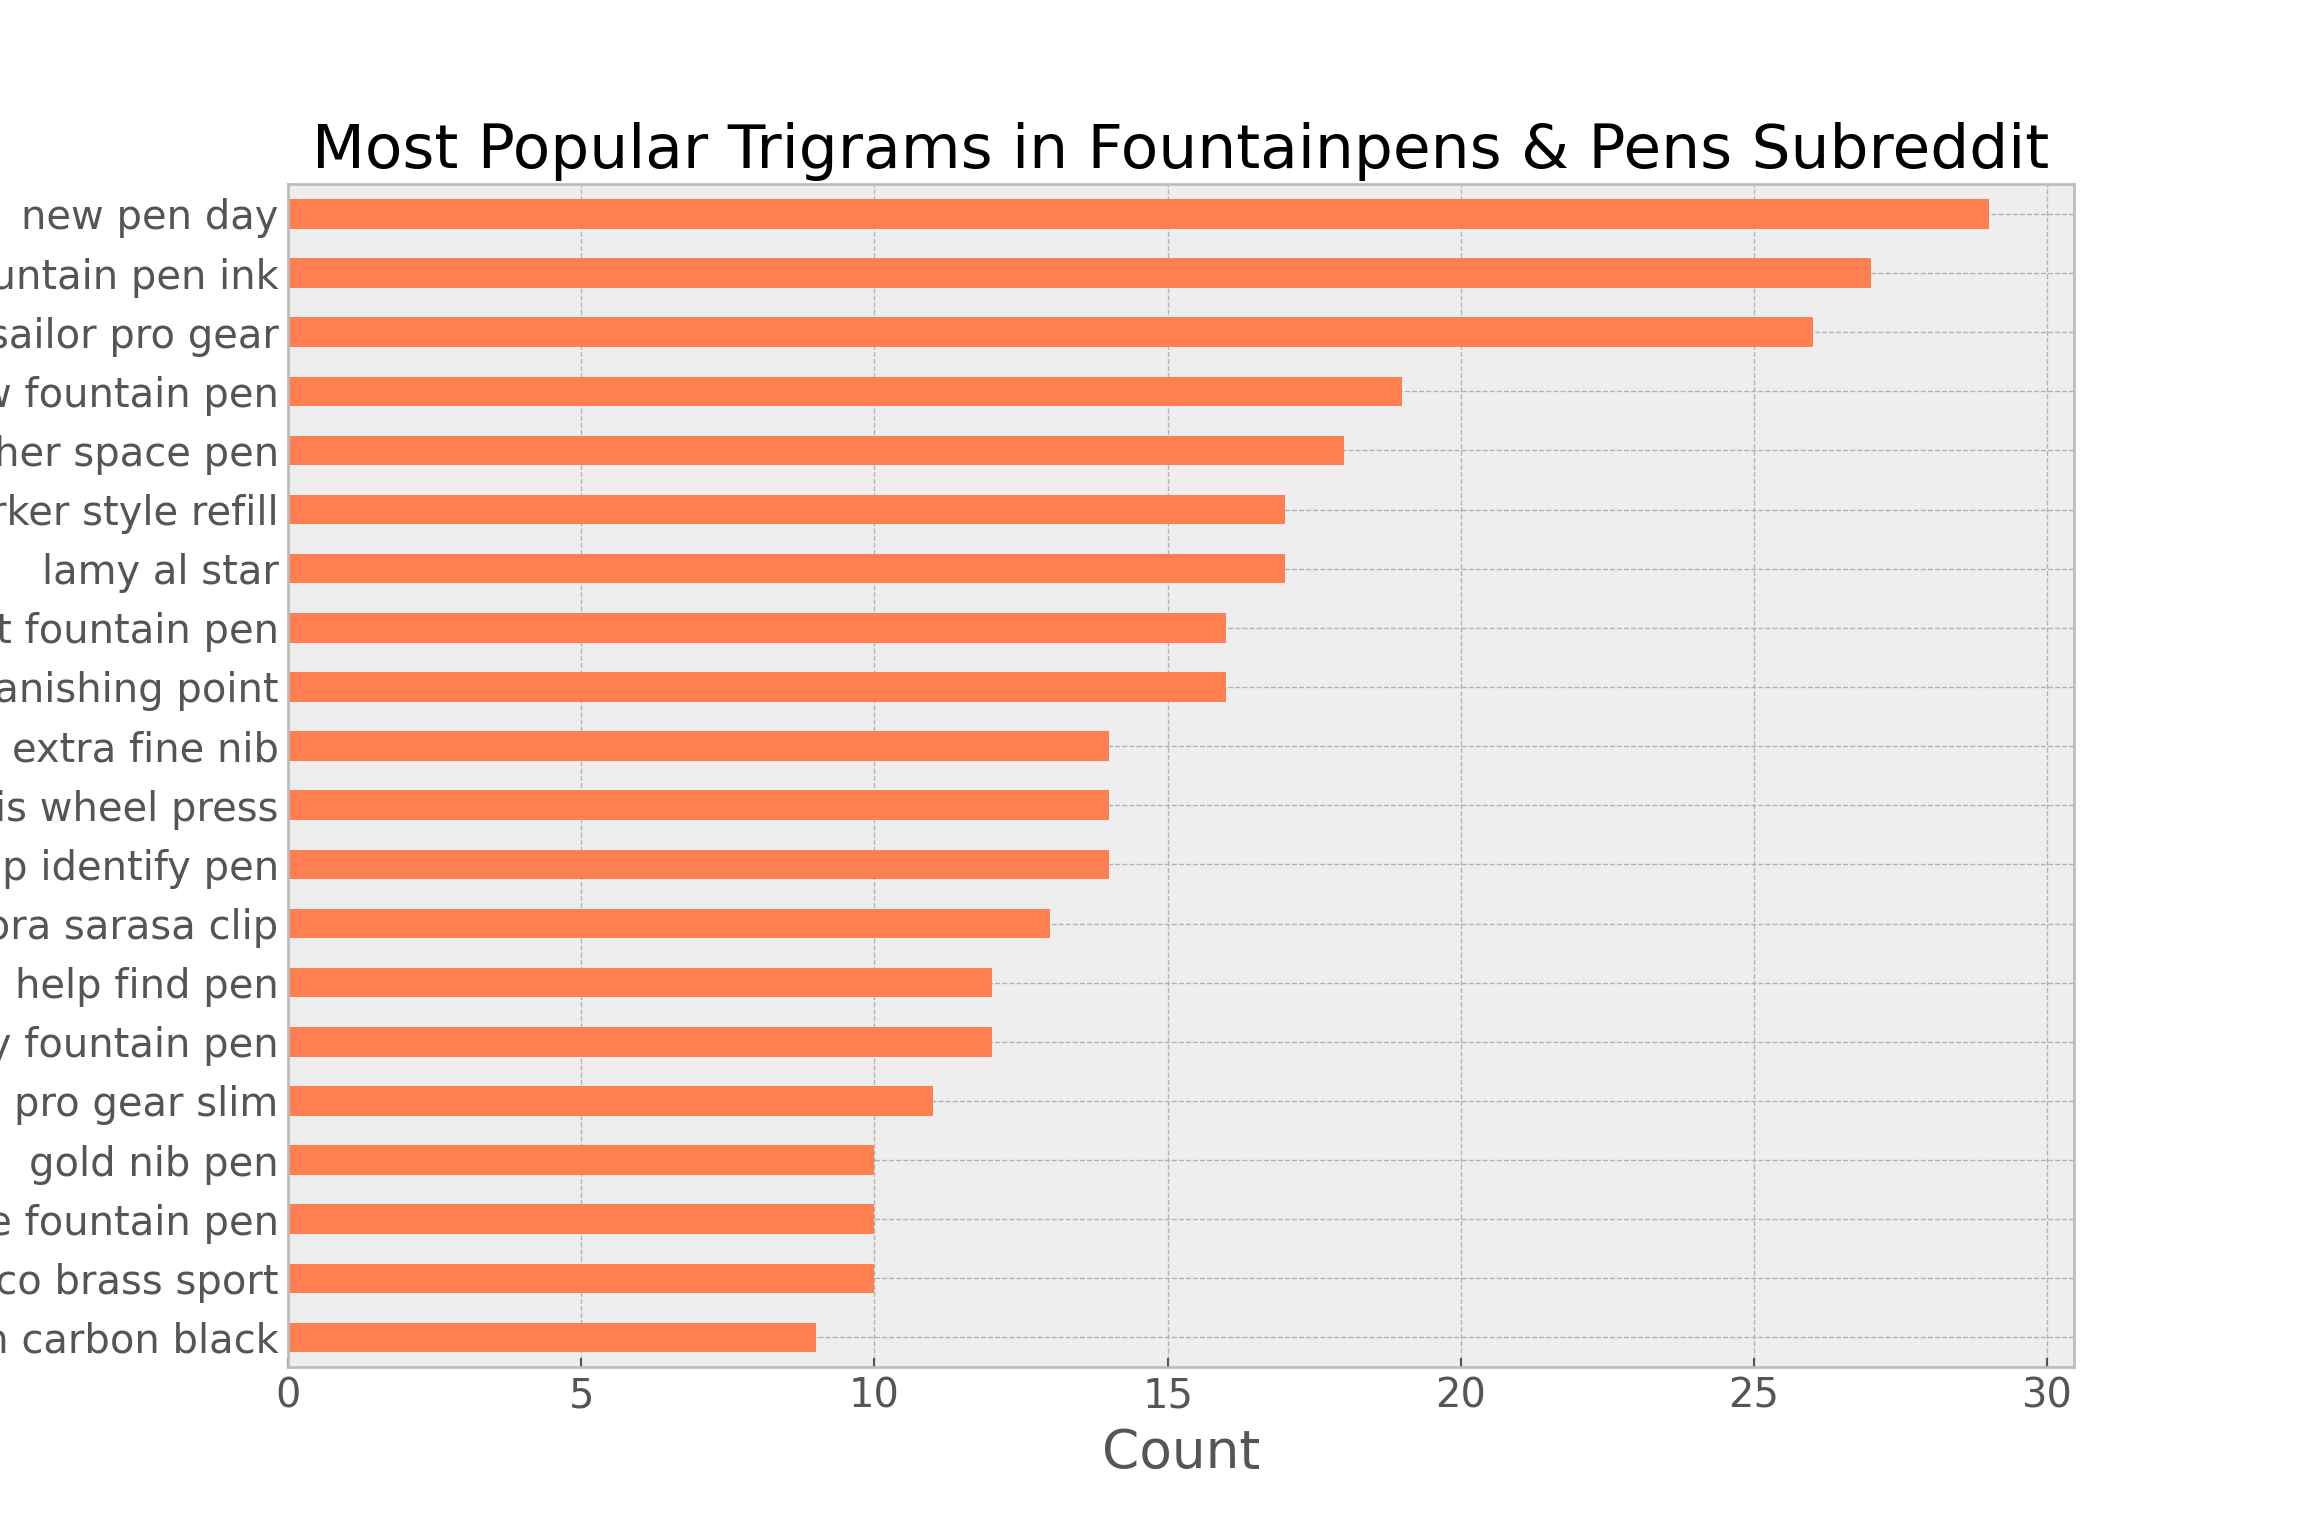 Most Popular Trigrams in Fountainpens & Pens Subreddit
new pen day
untain pen ink
sailor pro gear
w fountain pen
her space pen
rker style refill
lamy al star
t fountain pen
anishing point
extra fine nib
is wheel press
p identify pen
bra sarasa clip
help find pen
y fountain pen
pro gear slim
gold nib pen
e fountain pen
co brass sport
n carbon black
0 5 10 15 20 25 30
Count